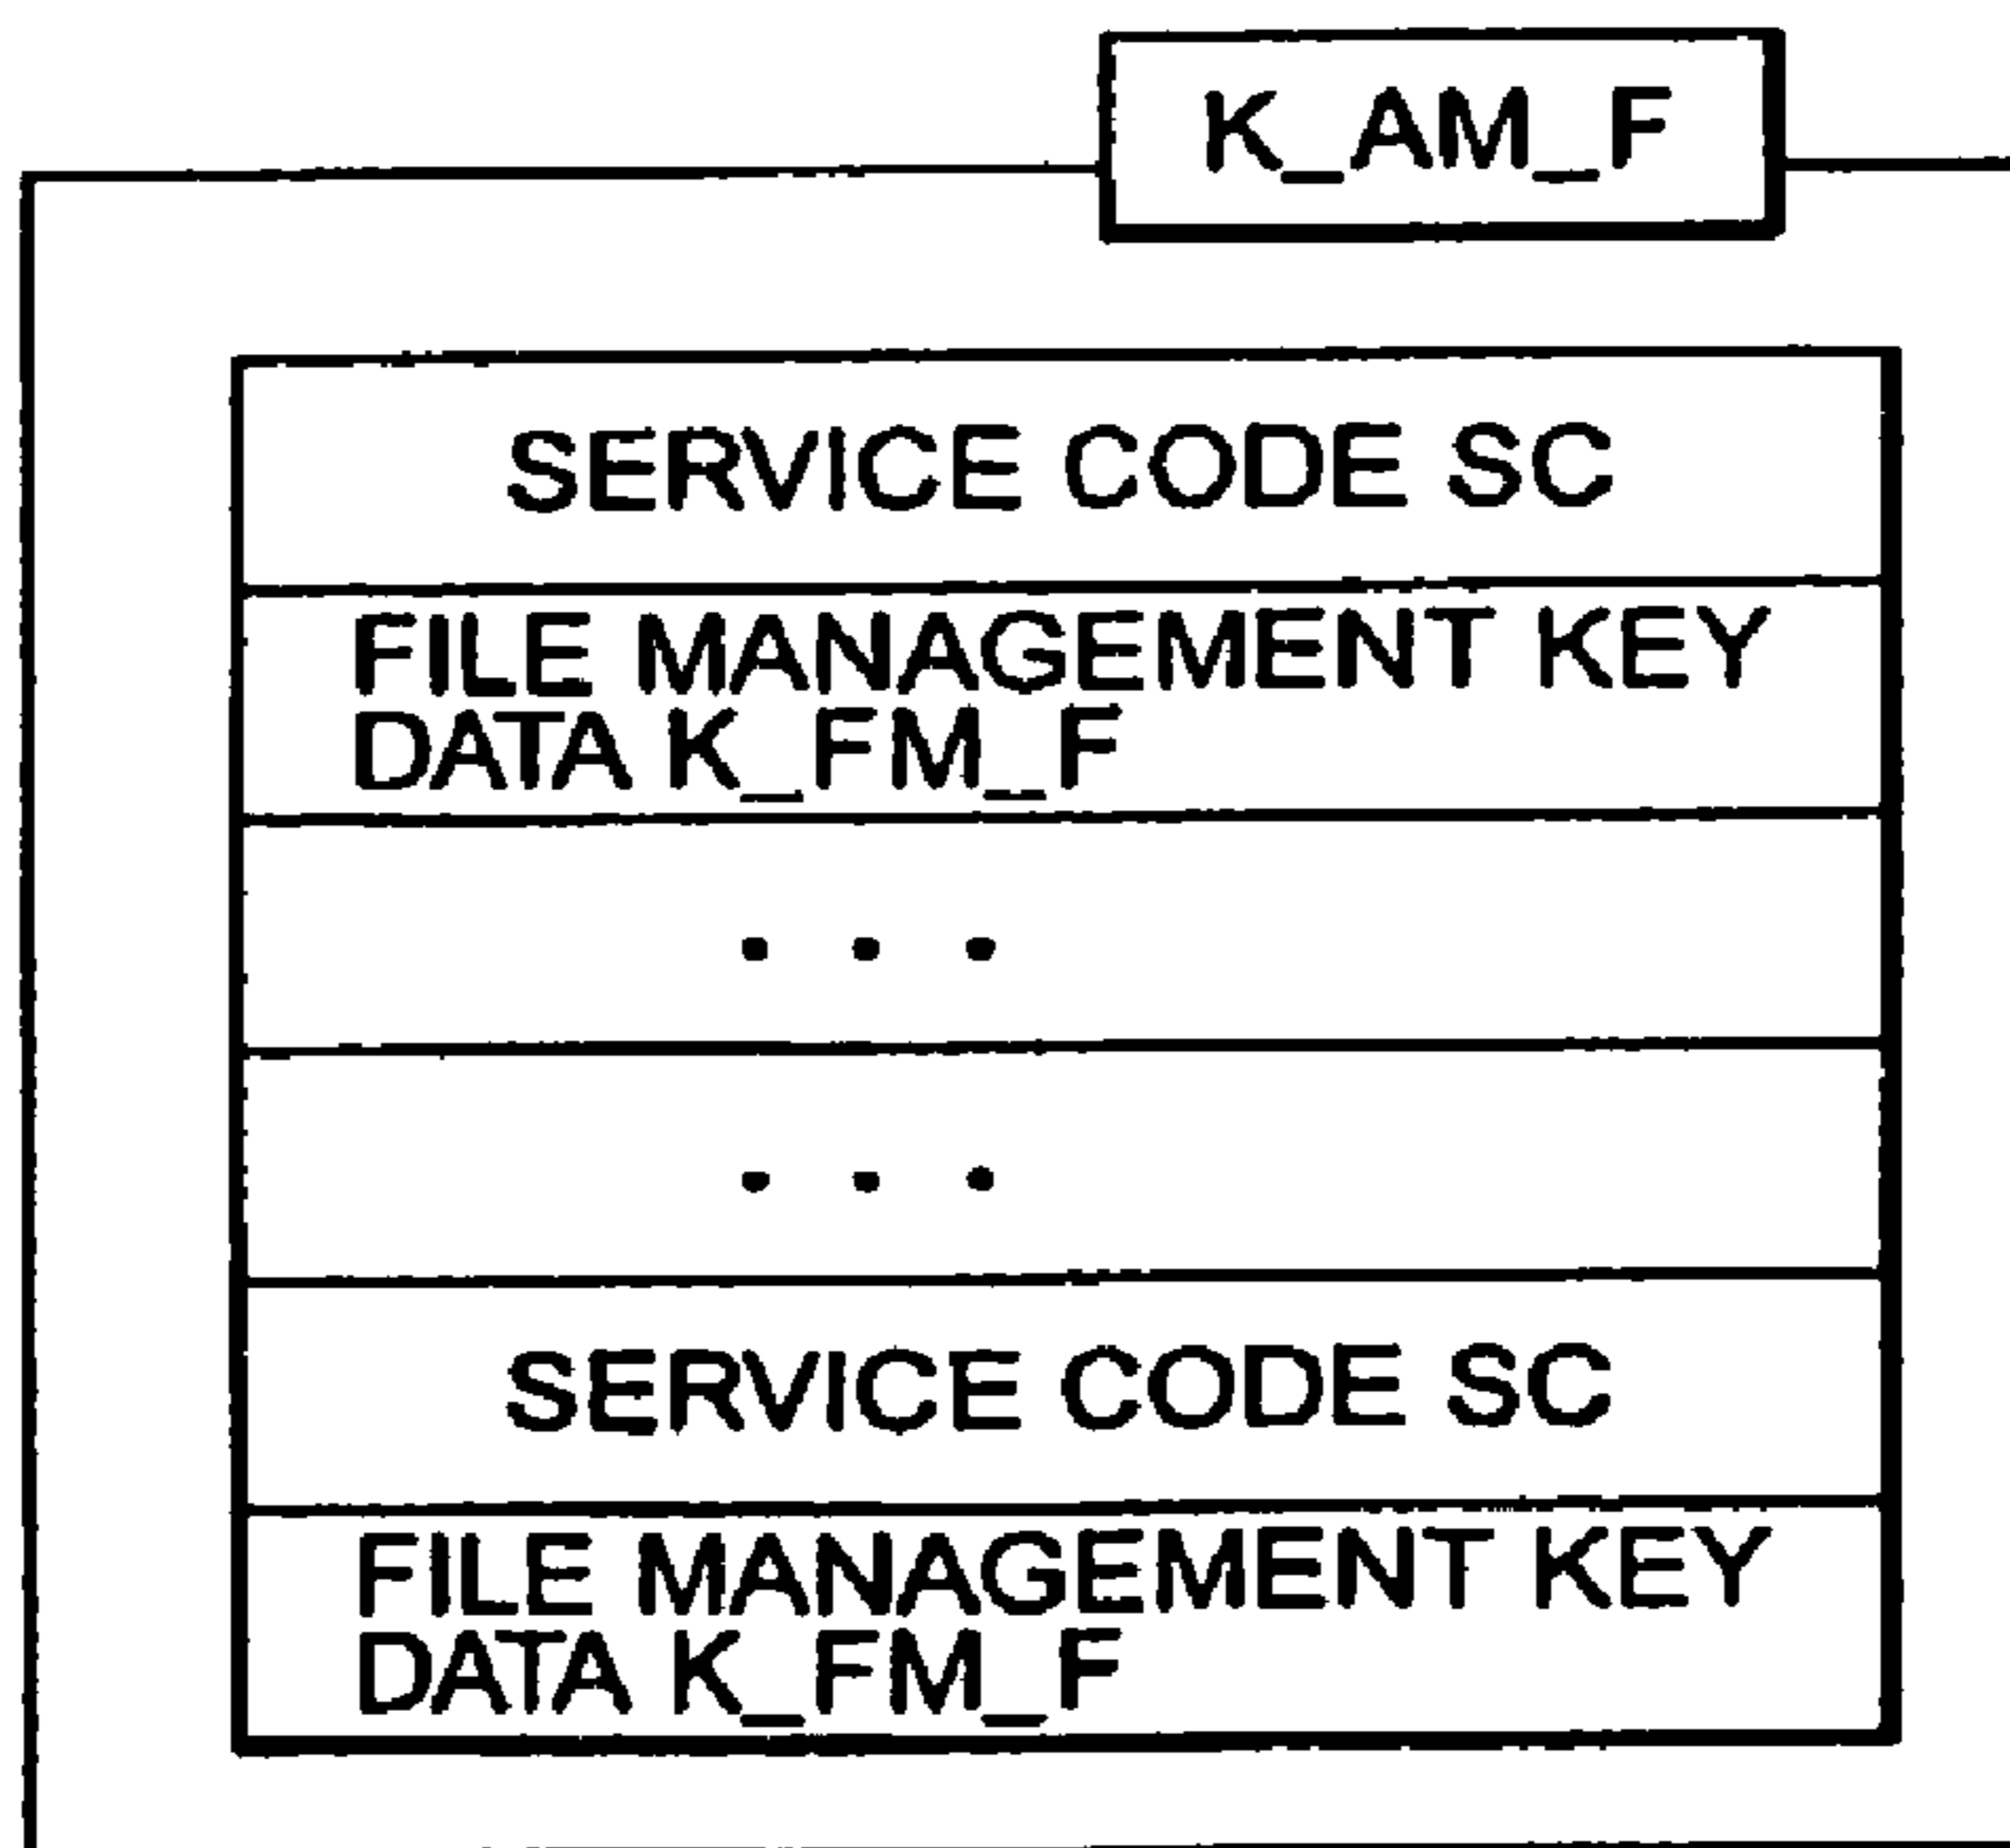 K_AM_F
SERVICE CODE SC
FILE MANAGEMENT KEY
DATA K_FM_F
• • •
• • •
SERVICE CODE SC
FILE MANAGEMENT KEY
DATA K_FM_F